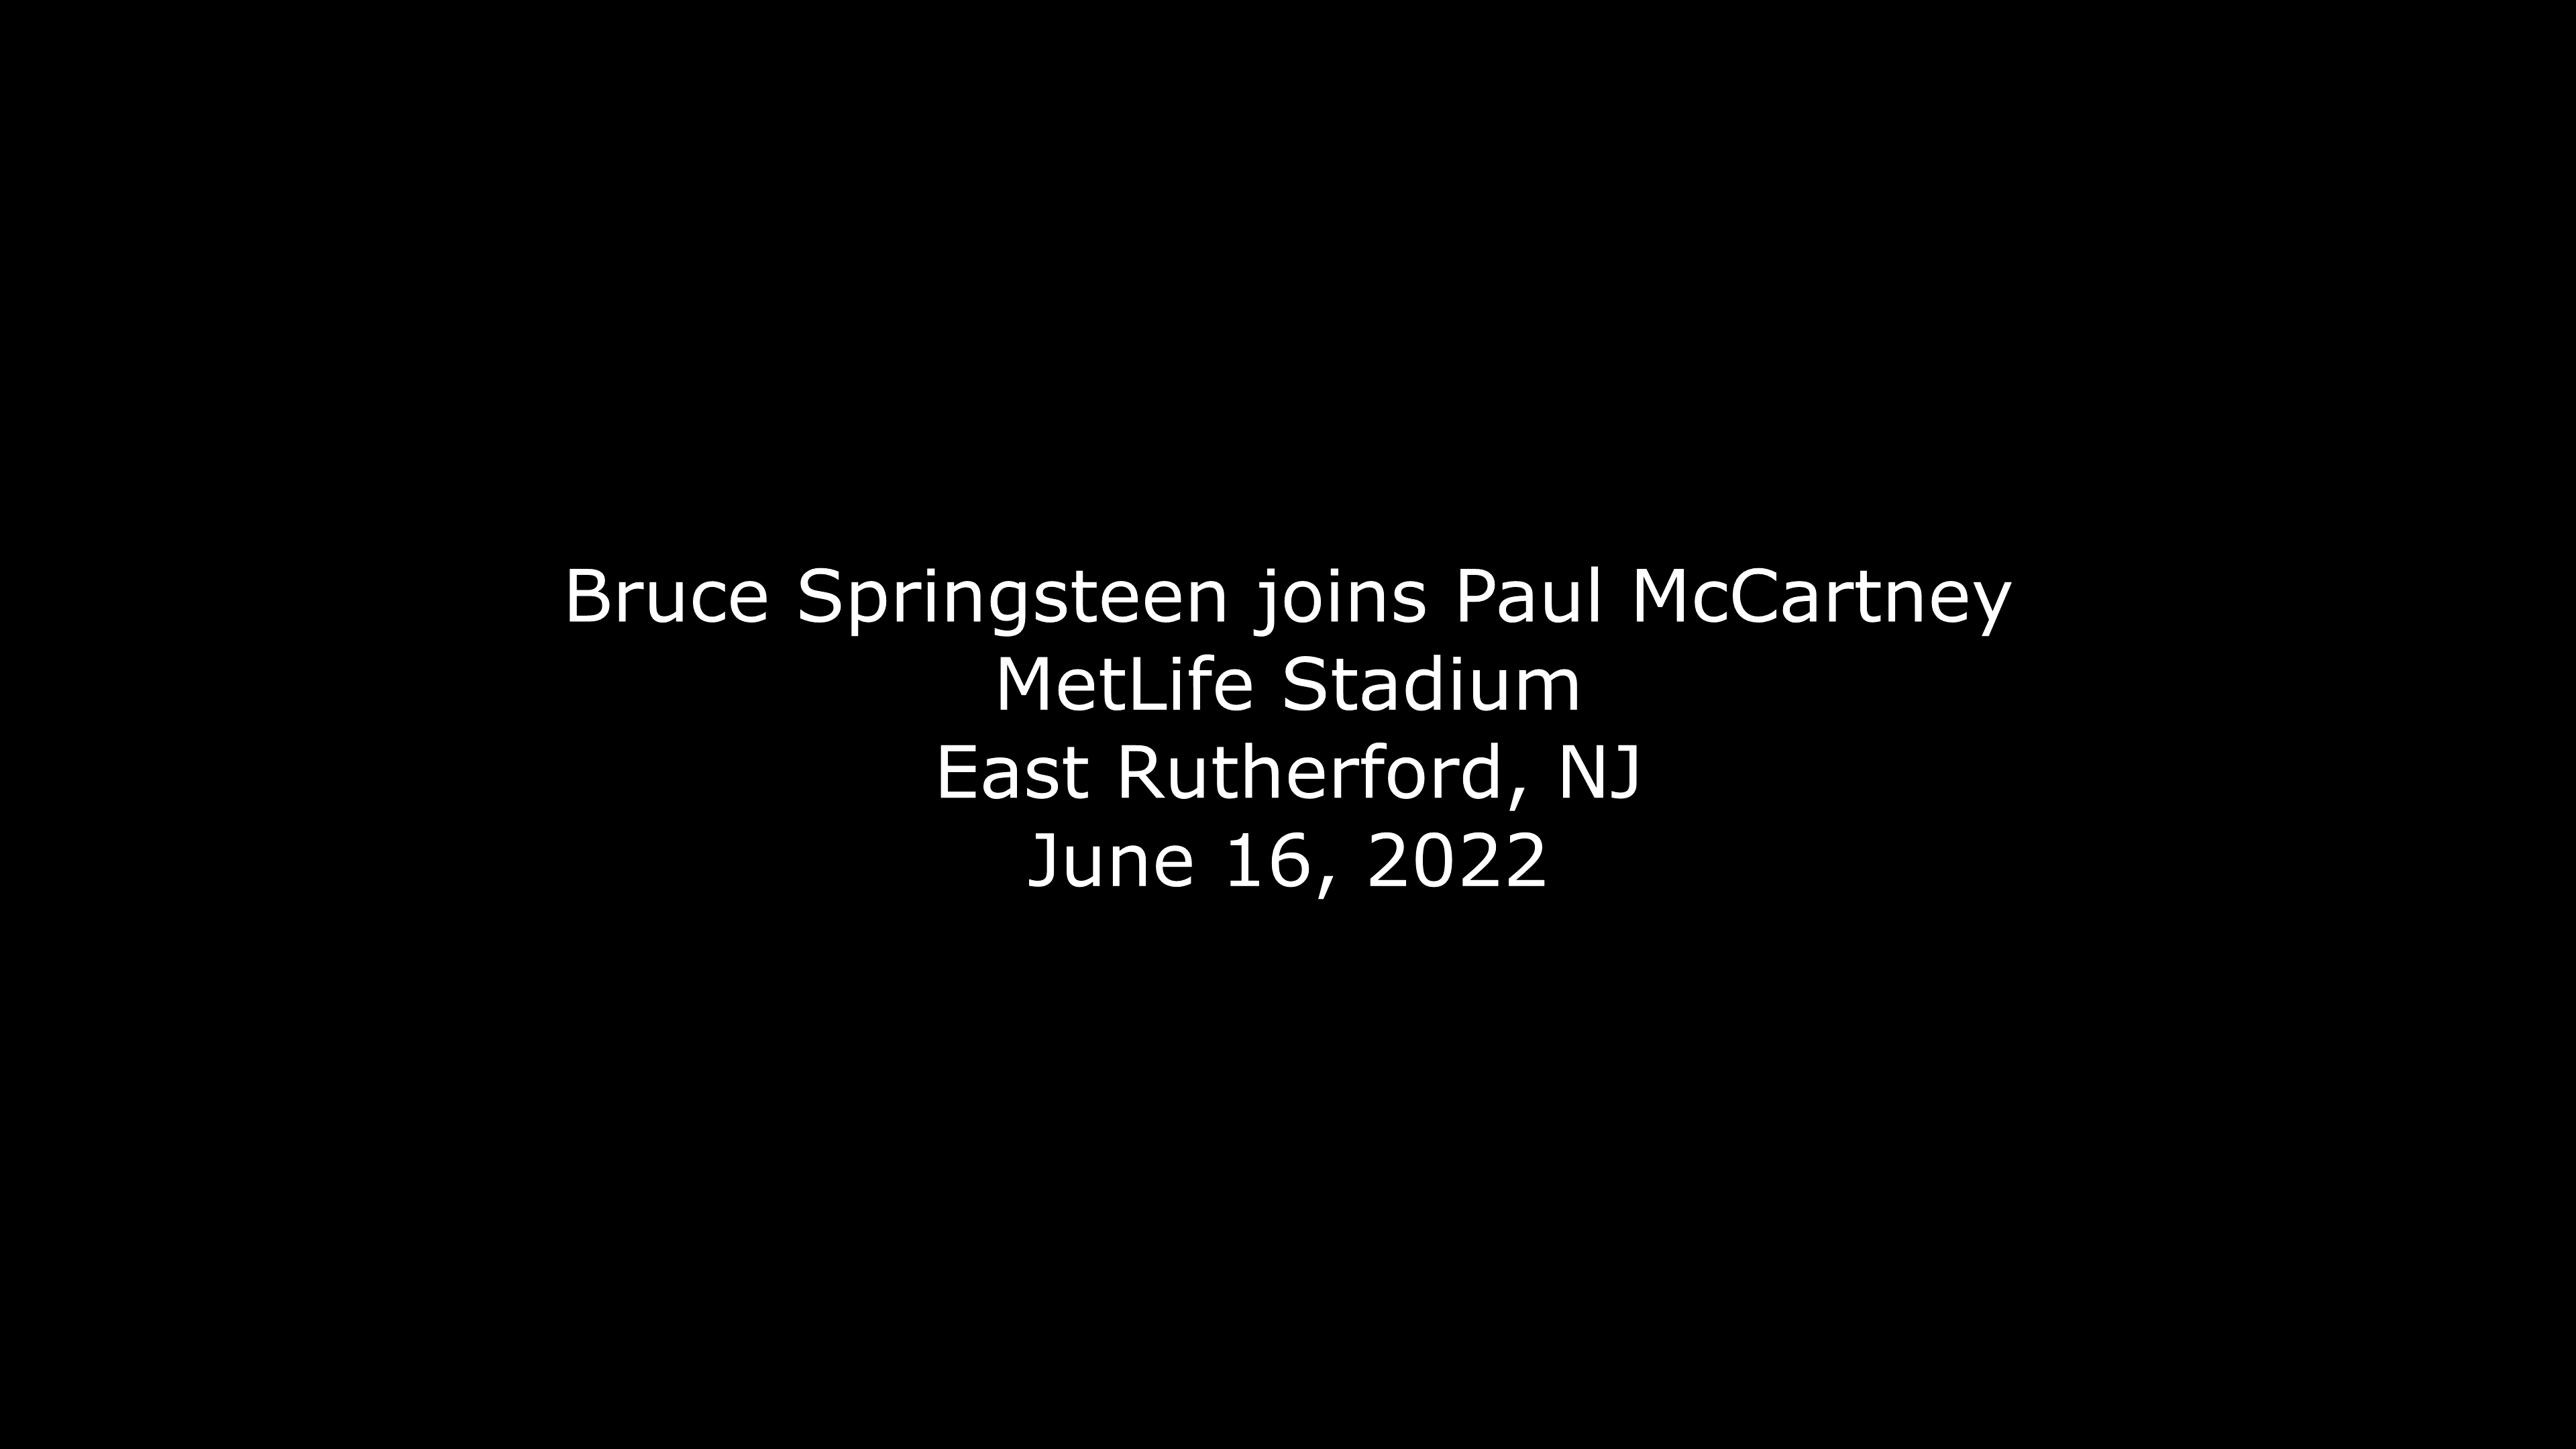 Bruce Springsteen joins Paul McCartney
MetLife Stadium
East Rutherford, NJ
June 16, 2022